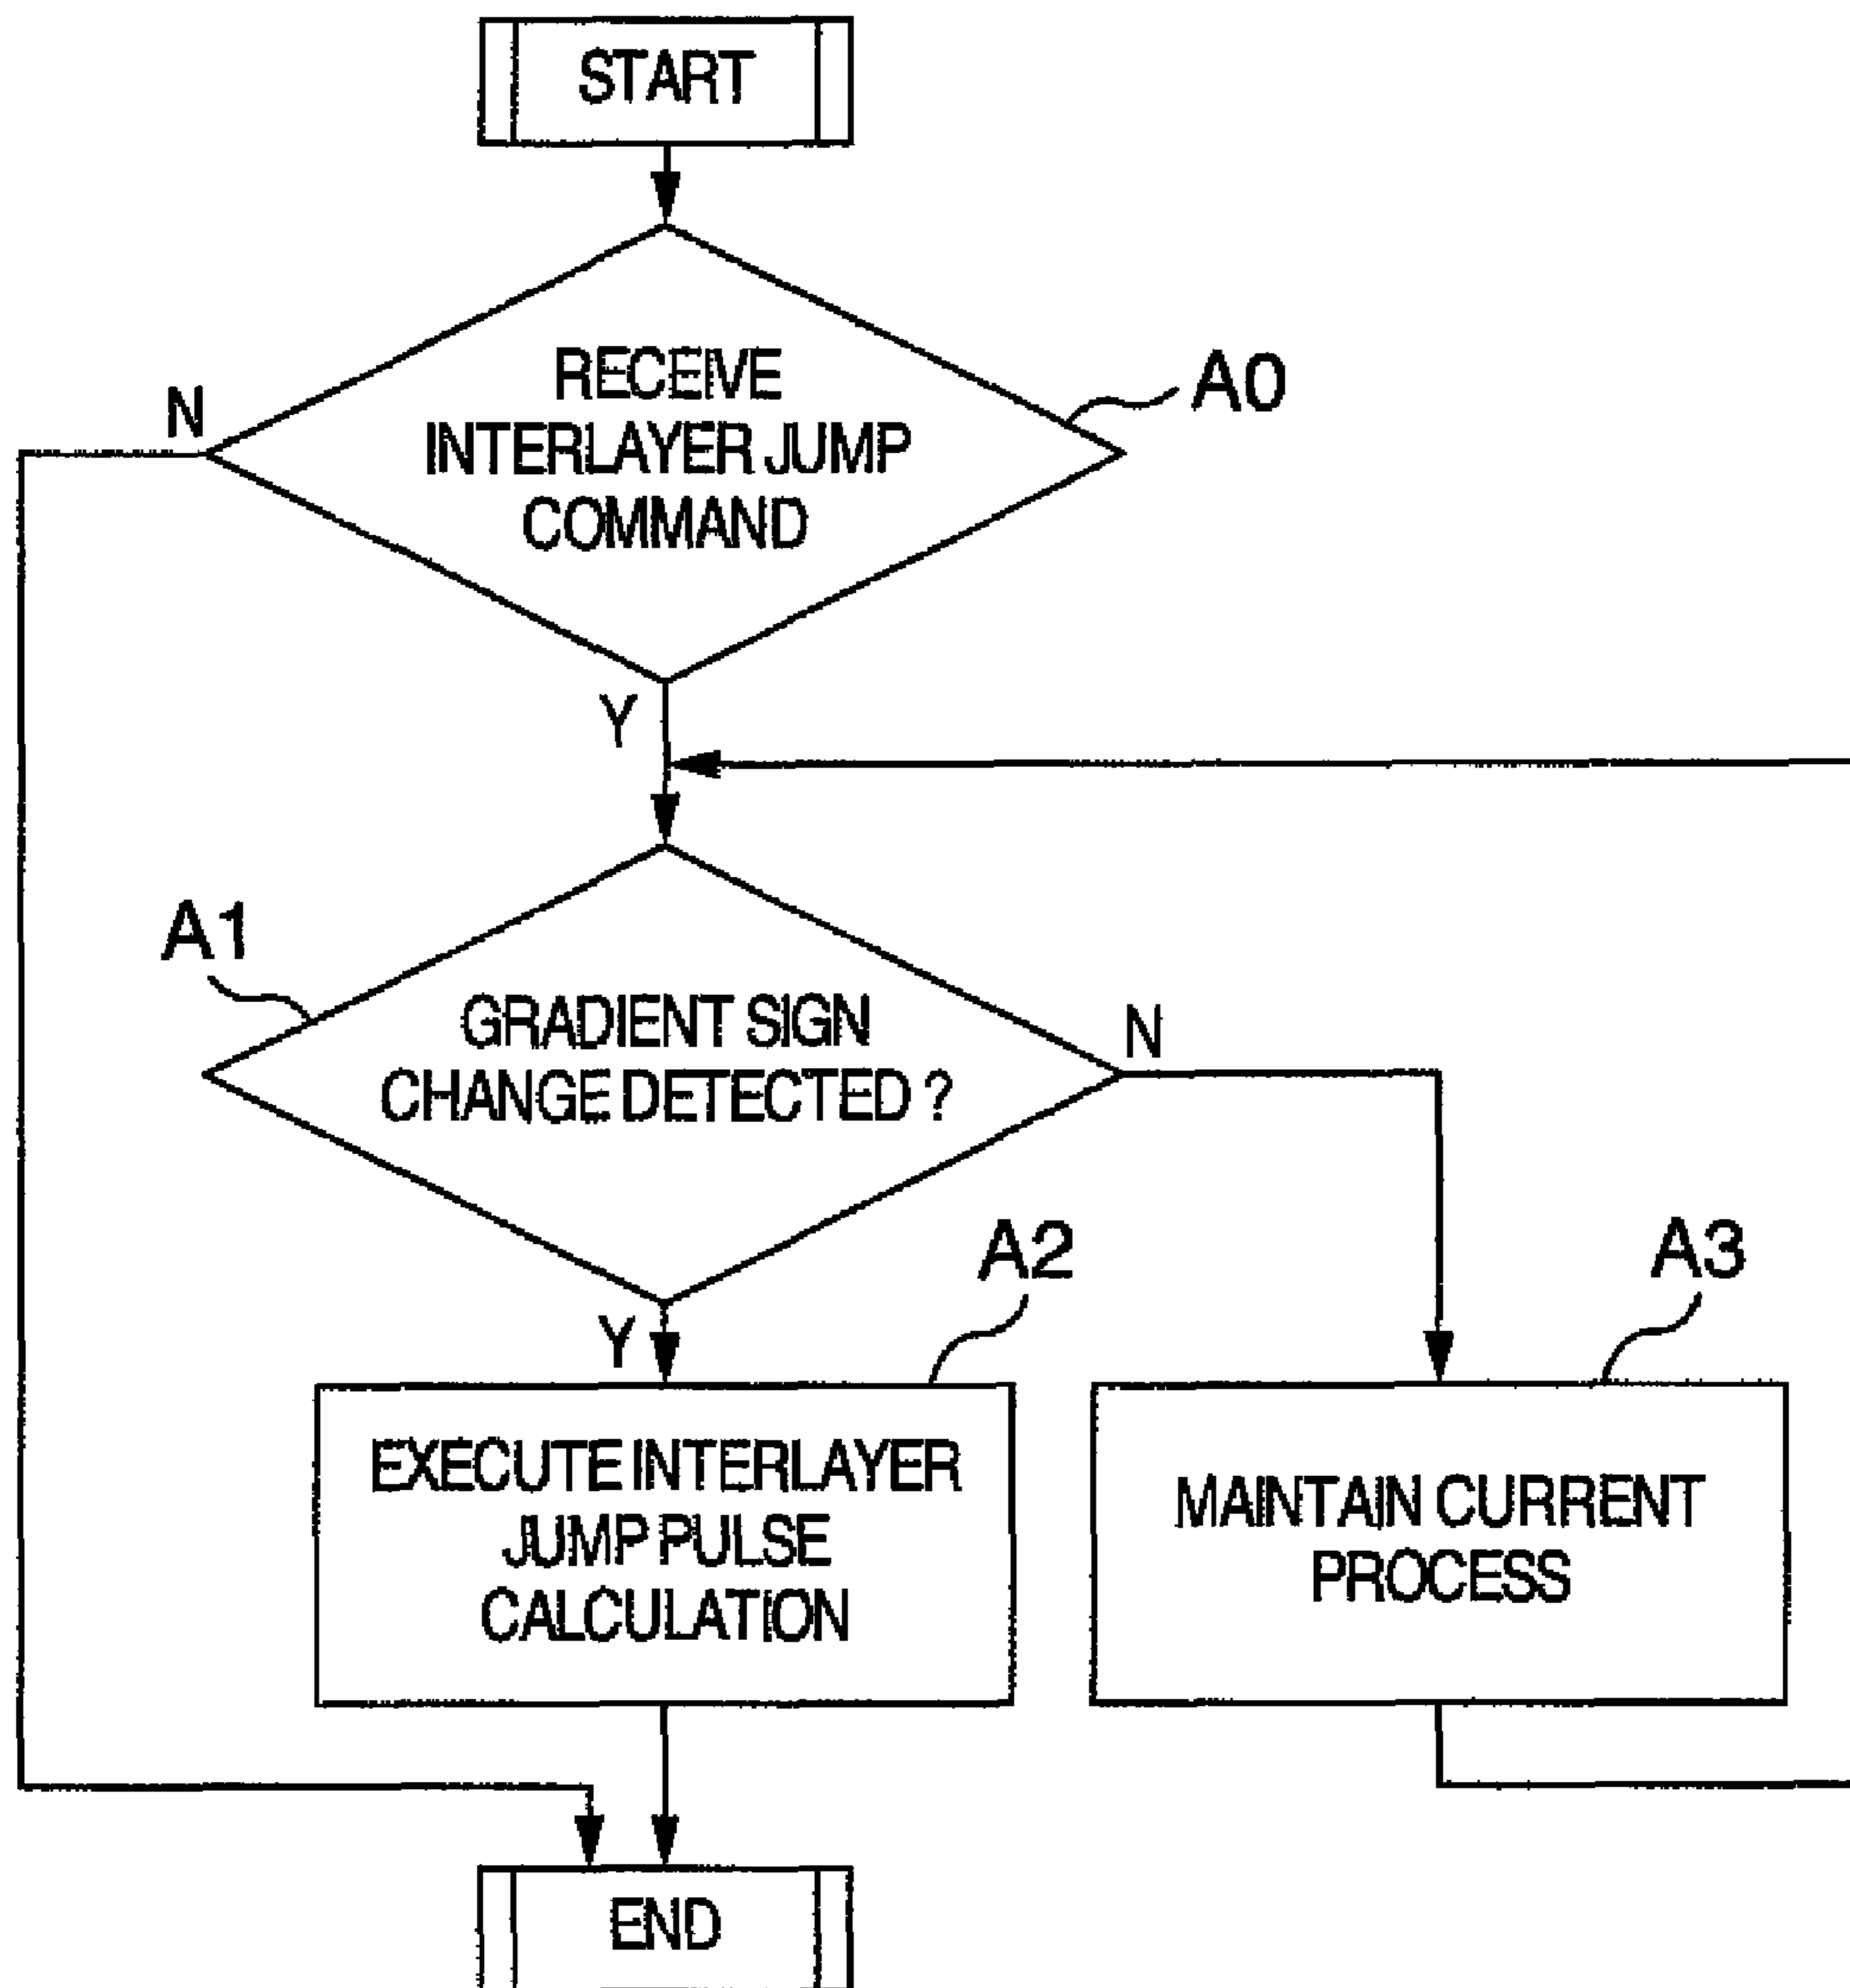 START
RECEIVE
INTERLAYER JUMP
COMMAND
A0
N
Y
A1
GRADIENT SIGN
CHANGE DETECTED ?
N
Y
A2
A3
EXECUTE INTERLAYER
JUMP PULSE
CALCULATION
MAINTAIN CURRENT
PROCESS
END